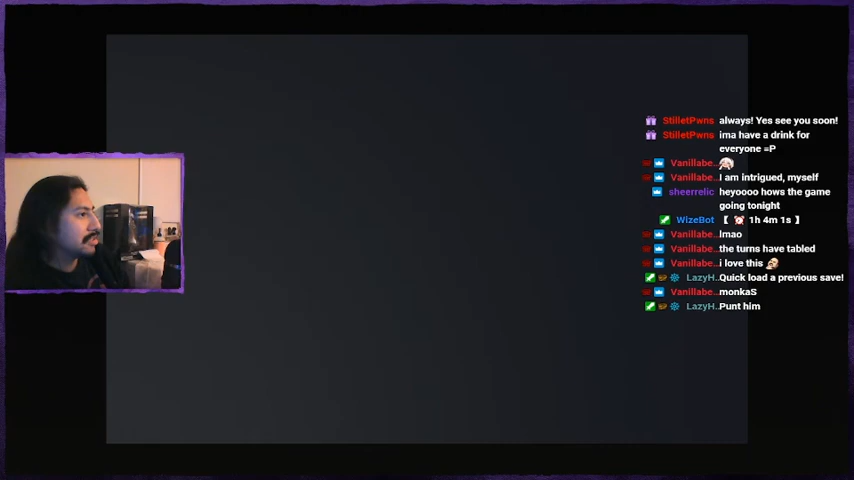 StilletPwns always! Yes see you soon!
StilletPwns ima have a drink for
everyone =P
Vanillabe..
Vanillabe.. I am intrigued, myself
sheerrelic heyoooo hows the game
going tonight
WizeBot 【 ⏰ 1h 4m 1s 】
Vanillabe.. lmao
Vanillabe.. the turns have tabled
Vanillabe.. i love this
LazyH.. Quick load a previous save!
Vanillabe.. monkaS
LazyH.. Punt him